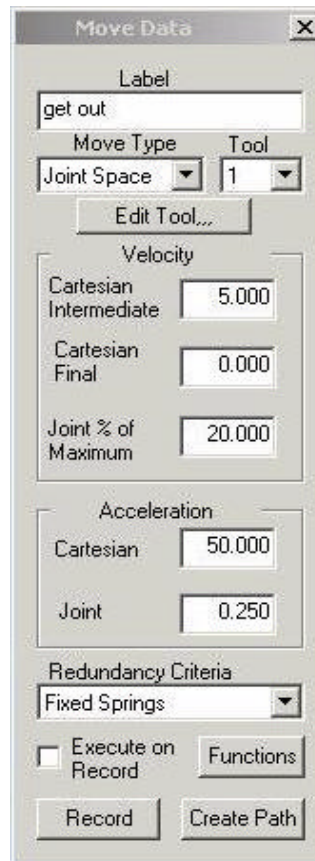 Move Data
Label
get out
Move Type Tool
Joint Space 1
Edit Tool,,,
Velocity
Cartesian
Intermediate 5.000
Cartesian
Final 0.000
Joint % of
Maximum 20.000
Acceleration
Cartesian 50.000
Joint 0.250
Redundancy Criteria
Fixed Springs
Execute on
Record Functions
Record Create Path